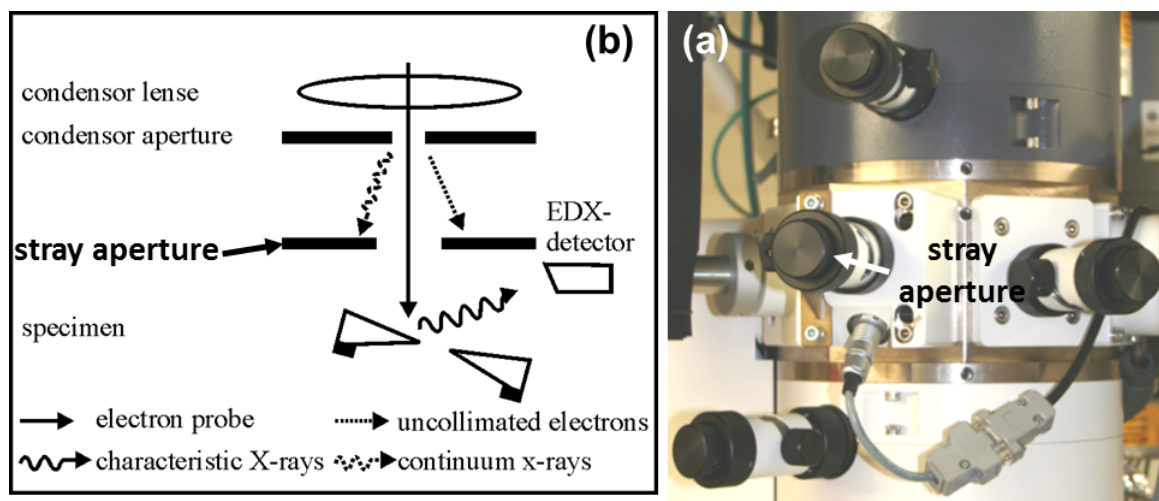 (b)
condensor lense
condensor aperture
EDX-
detector
stray aperture
specimen
electron probe
uncollimated electrons
characteristic X-rays
continuum x-rays
(a)
stray
aperture